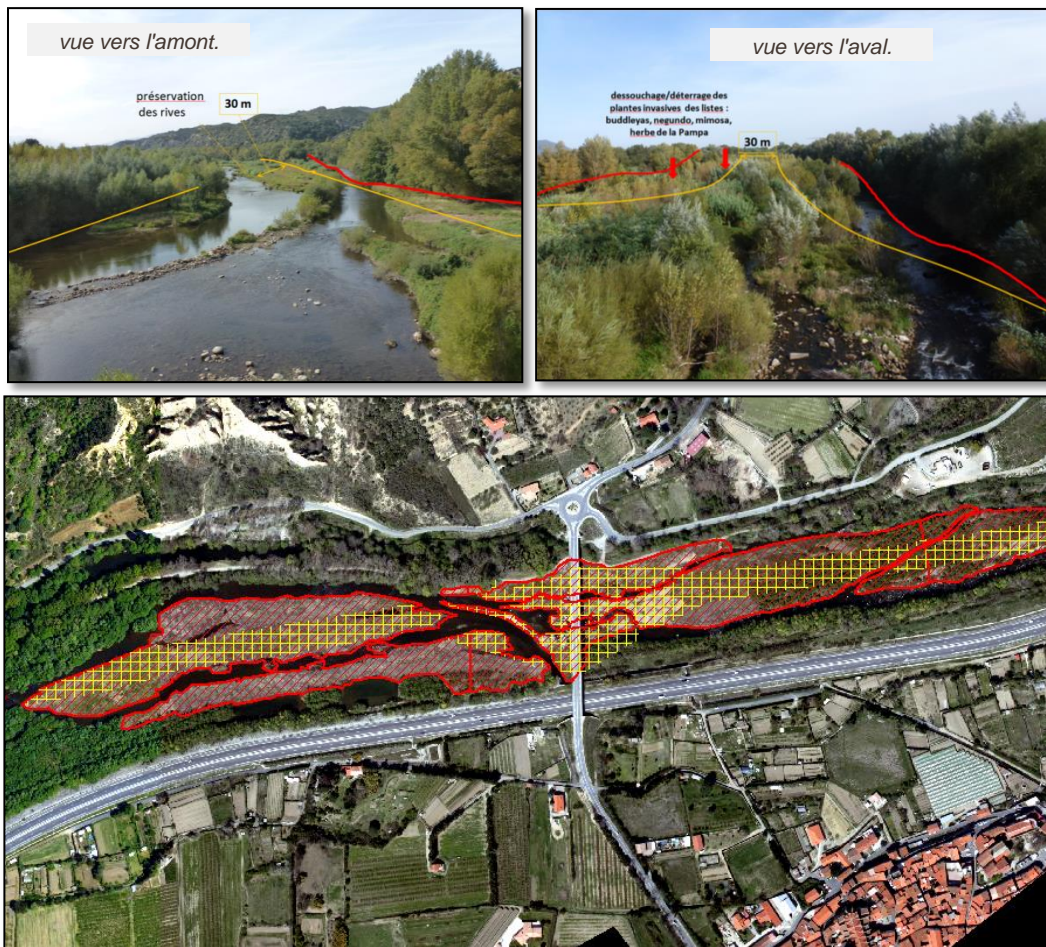 vue vers l'amont.
préservation
des rives
30 m
vue vers l'aval.
dessouchage/déterrage des
plantes invasives des listes :
buddleyas, negundo, mimosa,
herbe de la Pampa
30 m